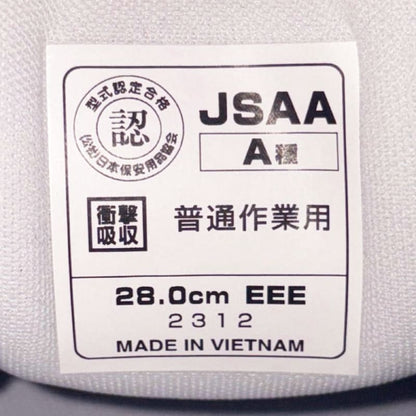 型式認定合格
認
(公社)日本保安用品協会
JSAA
A種
衝撃
吸収
普通作業用
28.0cm EEE
2312
MADE IN VIETNAM